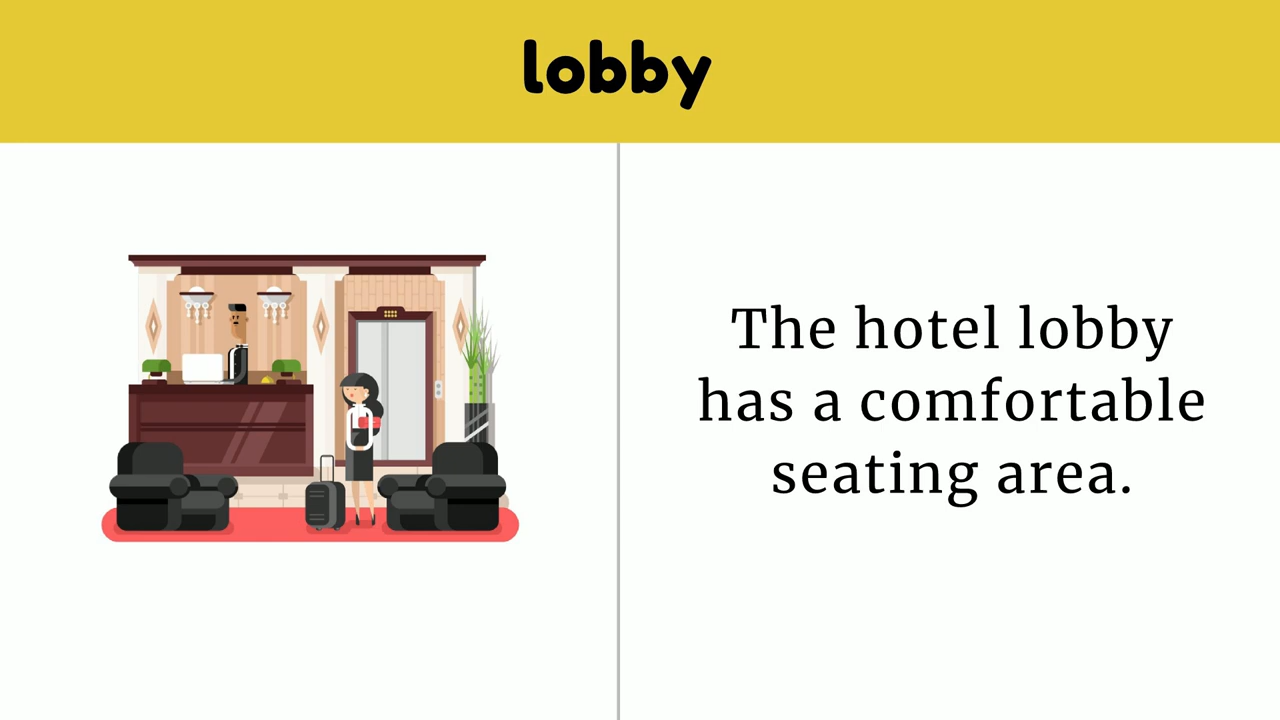 lobby
The hotel lobby
has a comfortable
seating area.